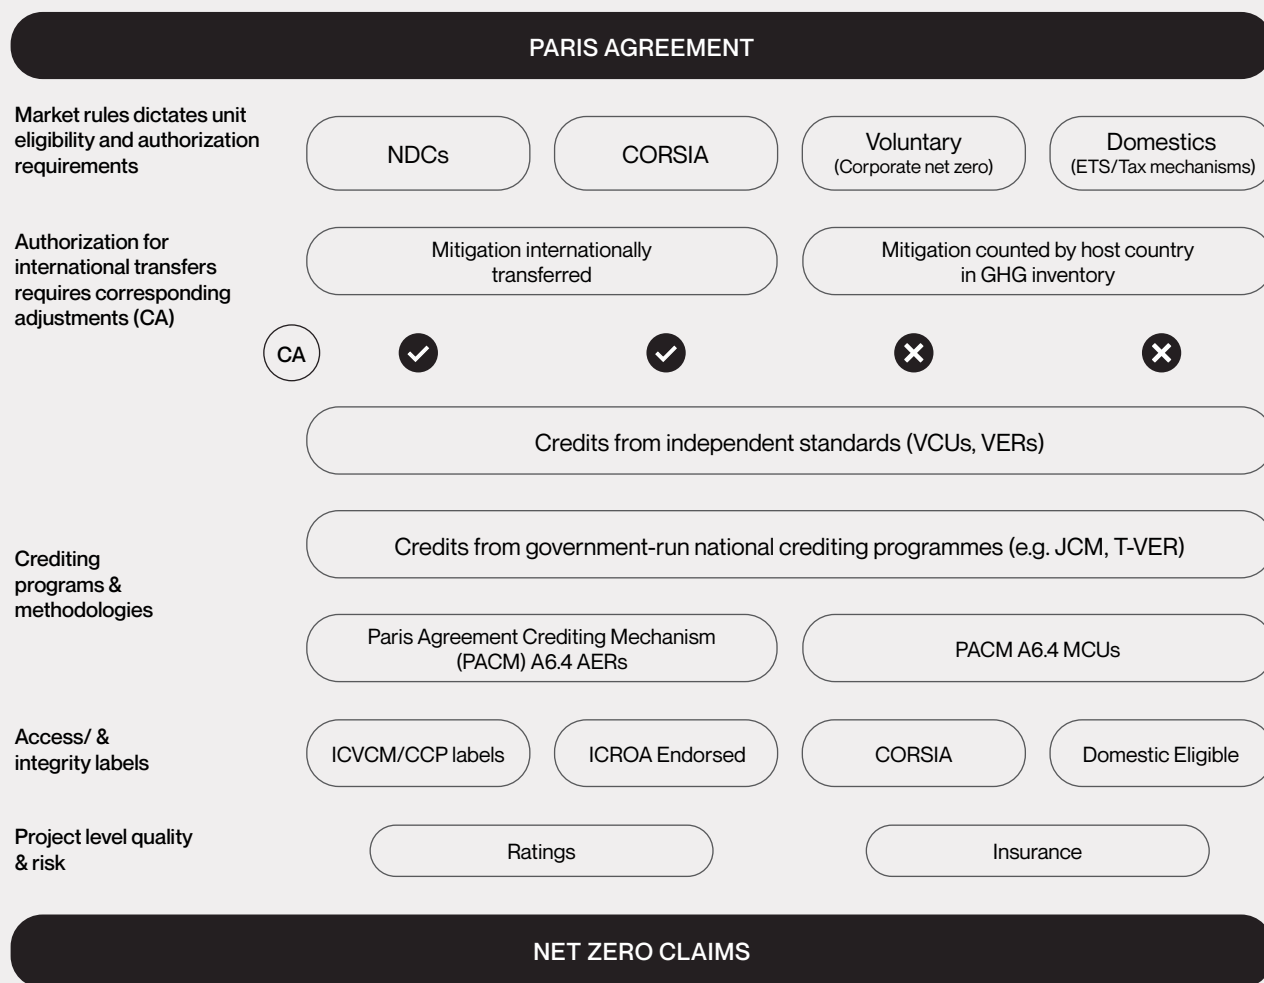 PARIS AGREEMENT
Market rules dictates unit
eligibility and authorization
requirements
NDCs
CORSIA
Voluntary
(Corporate net zero)
Domestics
(ETS/Tax mechanisms)
Authorization for
international transfers
requires corresponding
adjustments (CA)
Mitigation internationally
transferred
Mitigation counted by host country
in GHG inventory
CA
Credits from independent standards (VCUs, VERs)
Crediting
programs &
methodologies
Credits from government-run national crediting programmes (e.g. JCM, T-VER)
Paris Agreement Crediting Mechanism
(PACM) A6.4 AERs
PACM A6.4 MCUs
Access/ &
integrity labels
ICVCM/CCP labels
ICROA Endorsed
CORSIA
Domestic Eligible
Project level quality
& risk
Ratings
Insurance
NET ZERO CLAIMS